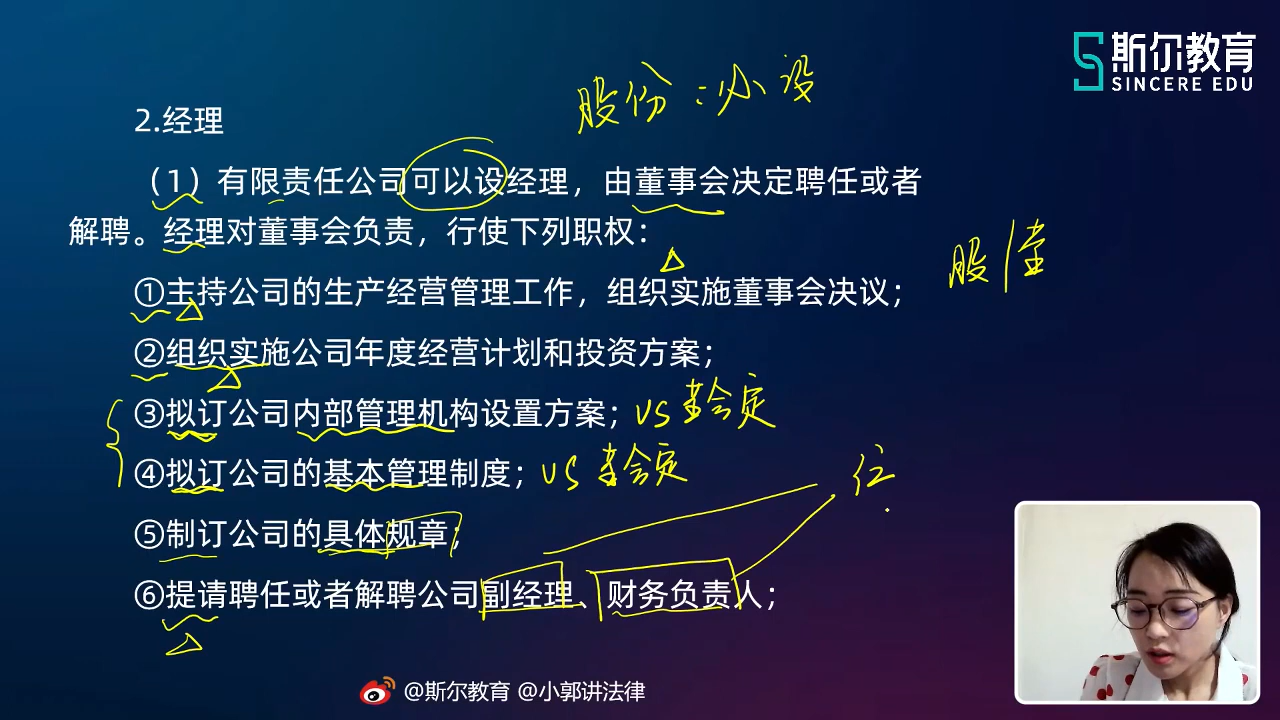 斯尔教育
SINCERE EDU
股份：必设
2.经理
（1）有限责任公司可以设经理，由董事会决定聘任或者
解聘。经理对董事会负责，行使下列职权：
①主持公司的生产经营管理工作，组织实施董事会决议；
②组织实施公司年度经营计划和投资方案；
③拟订公司内部管理机构设置方案；VS 董会定
④拟订公司的基本管理制度；VS 董会定
⑤制订公司的具体规章；
⑥提请聘任或者解聘公司副经理、财务负责人；
@斯尔教育 @小郭讲法律